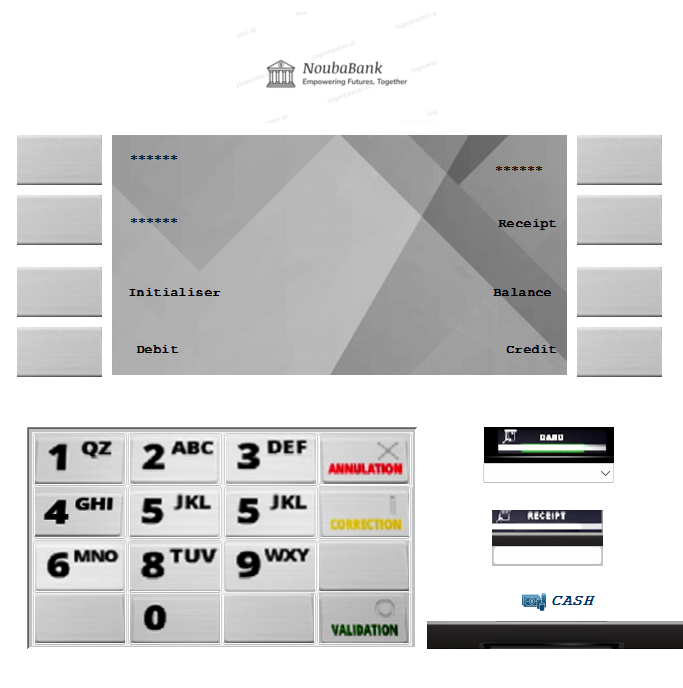 NoubaBank
Empowering Futures, Together
******
******
******
Receipt
Initialiser
Balance
Debit
Credit
1 QZ
2 ABC
3 DEF
ANNULATION
4 GHI
5 JKL
5 JKL
CORRECTION
6 MNO
8 TUV
9 WXY
0
VALIDATION
CARD
RECEIPT
CASH